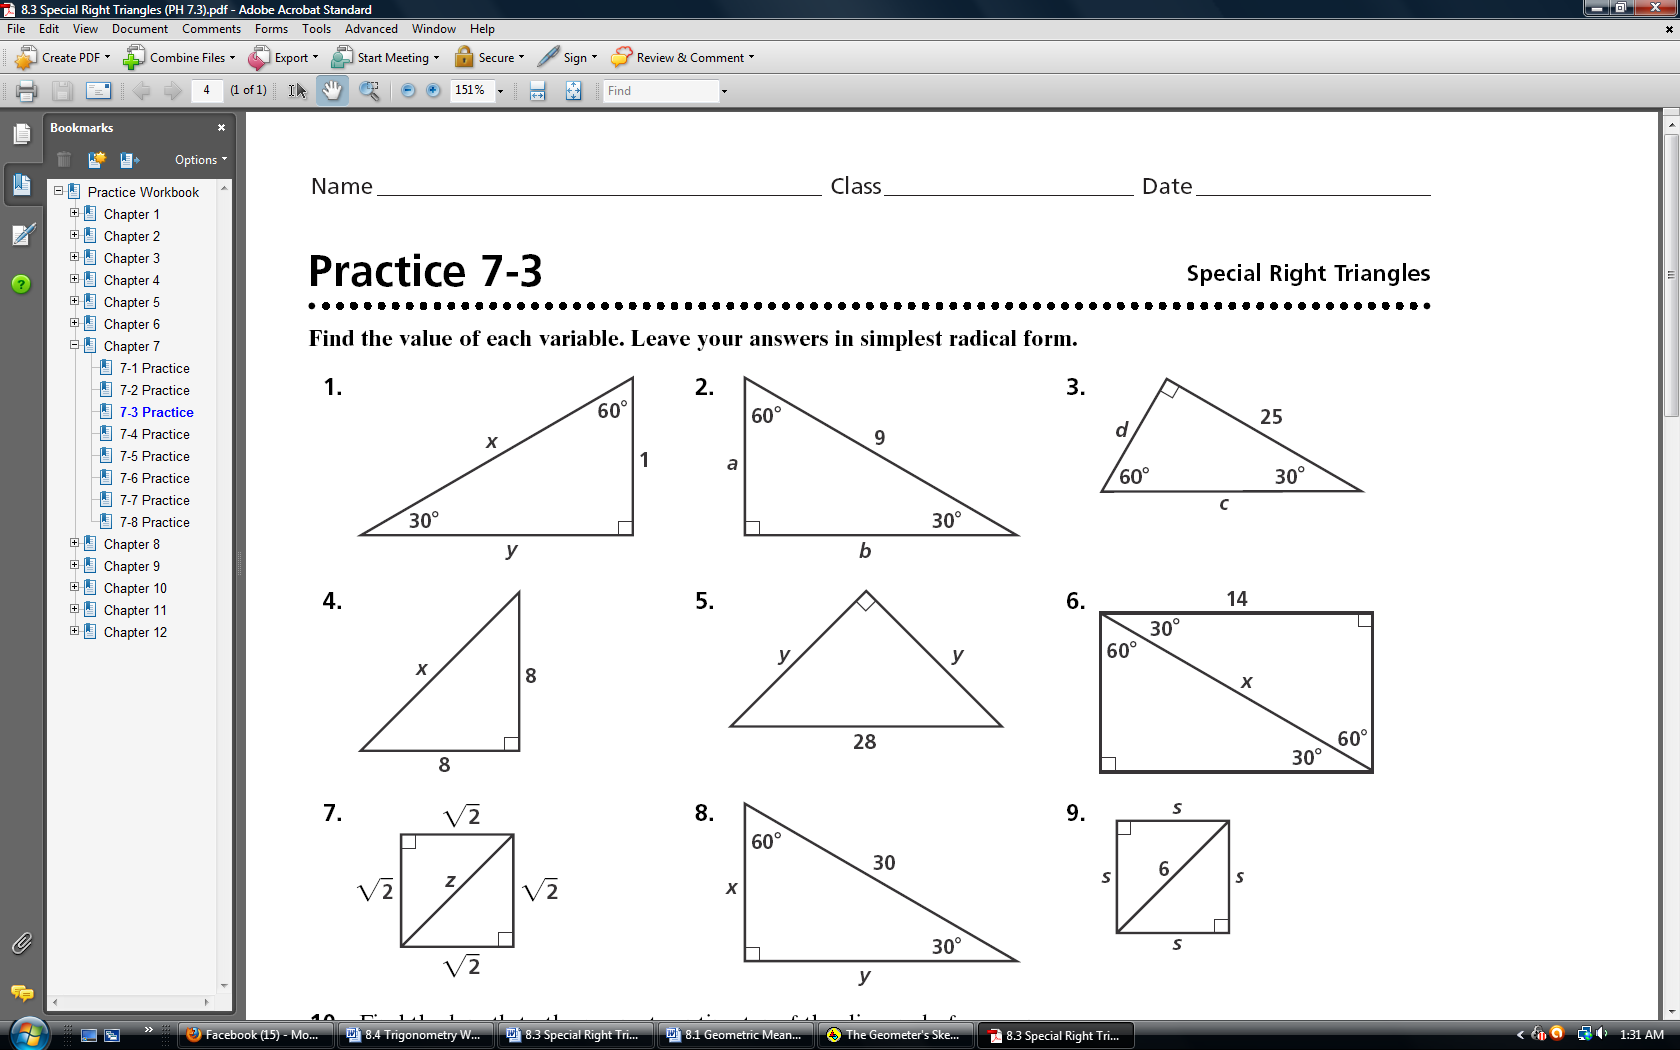 8.3 Special Right Triangles (PH 7.3).pdf - Adobe Acrobat Standard
File Edit View Document Comments Forms Tools Advanced Window Help
Create PDF Combine Files Export Start Meeting Secure Sign Review & Comment
4 (1 of 1) 151% Find
Bookmarks
Options
Practice Workbook
Chapter 1
Chapter 2
Chapter 3
Chapter 4
Chapter 5
Chapter 6
Chapter 7
7-1 Practice
7-2 Practice
7-3 Practice
7-4 Practice
7-5 Practice
7-6 Practice
7-7 Practice
7-8 Practice
Chapter 8
Chapter 9
Chapter 10
Chapter 11
Chapter 12
Name Class Date
Practice 7-3
Special Right Triangles
Find the value of each variable. Leave your answers in simplest radical form.
1.
60°
x
1
30°
y
2.
60°
9
a
30°
b
3.
25
d
60°
30°
c
4.
x
8
8
5.
y
y
28
6.
14
30°
60°
x
60°
30°
7.
√2
√2
z
√2
√2
8.
60°
30
x
30°
y
9.
s
s
6
s
s
Facebook (15) - Mo...
8.4 Trigonometry W...
8.3 Special Right Tri...
8.1 Geometric Mean...
The Geometer's Ske...
8.3 Special Right Tri...
1:31 AM